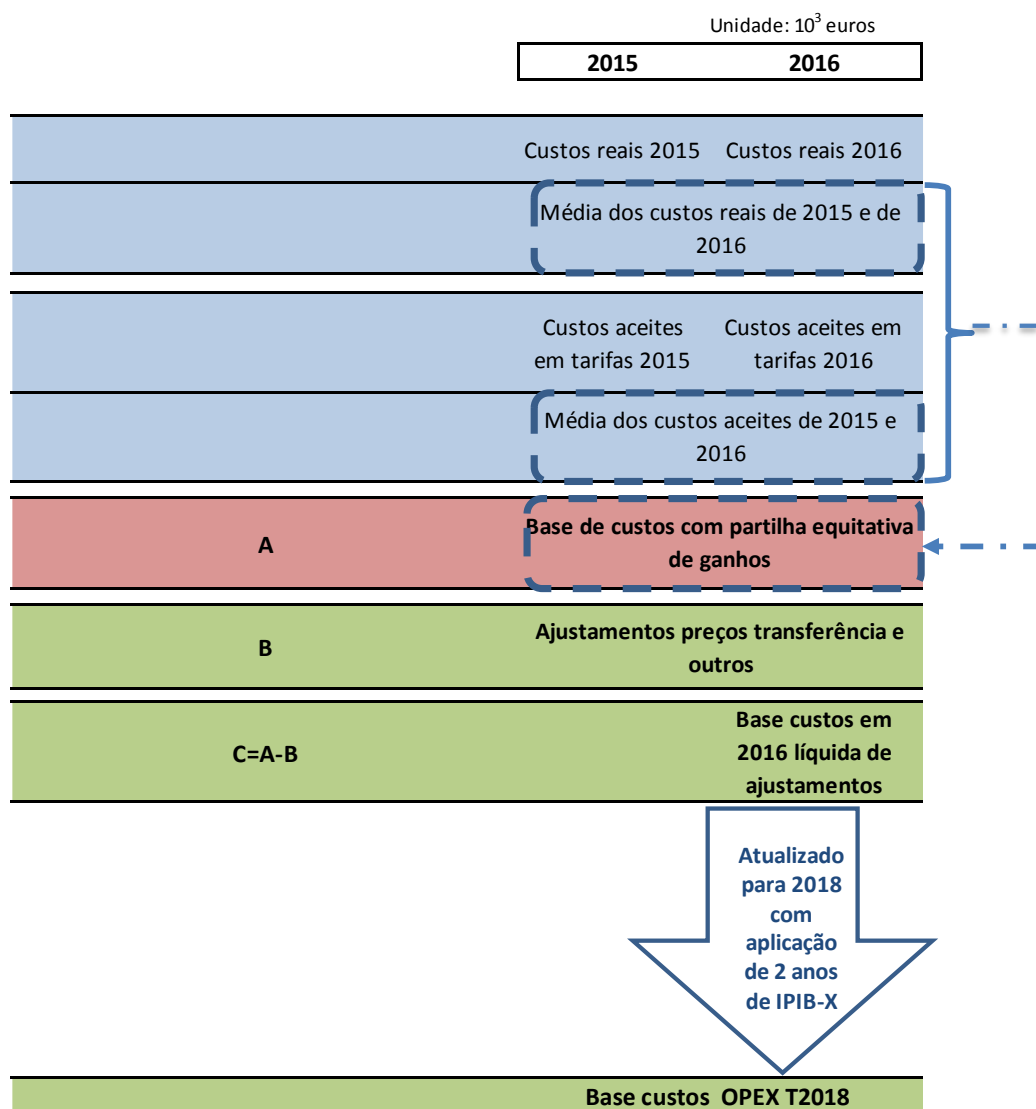 Unidade: 10³ euros
2015 2016
Custos reais 2015 Custos reais 2016
Média dos custos reais de 2015 e de
2016
Custos aceites Custos aceites em
em tarifas 2015 tarifas 2016
Média dos custos aceites de 2015 e
2016
Base de custos com partilha equitativa
A
de ganhos
Ajustamentos preços transferência e
B
outros
Base custos em
C=A-B 2016 líquida de
ajustamentos
Atualizado
para 2018
com
aplicação
de 2 anos
de IPIB-X
Base custos OPEX T2018